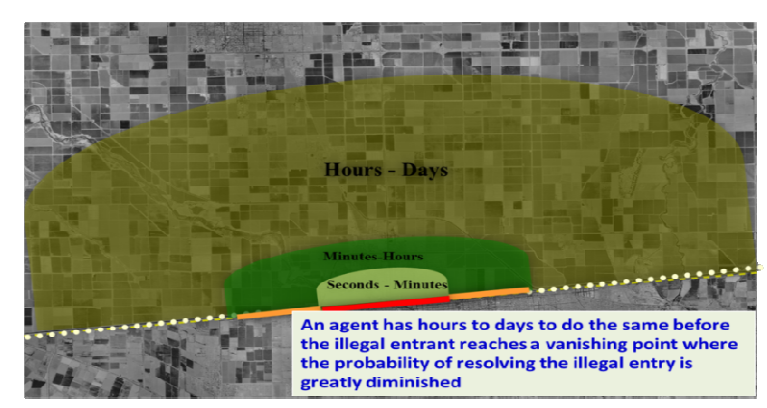 Hours - Days
Minutes-Hours
Seconds - Minutes
An agent has hours to days to do the same before
the illegal entrant reaches a vanishing point where
the probability of resolving the illegal entry is
greatly diminished